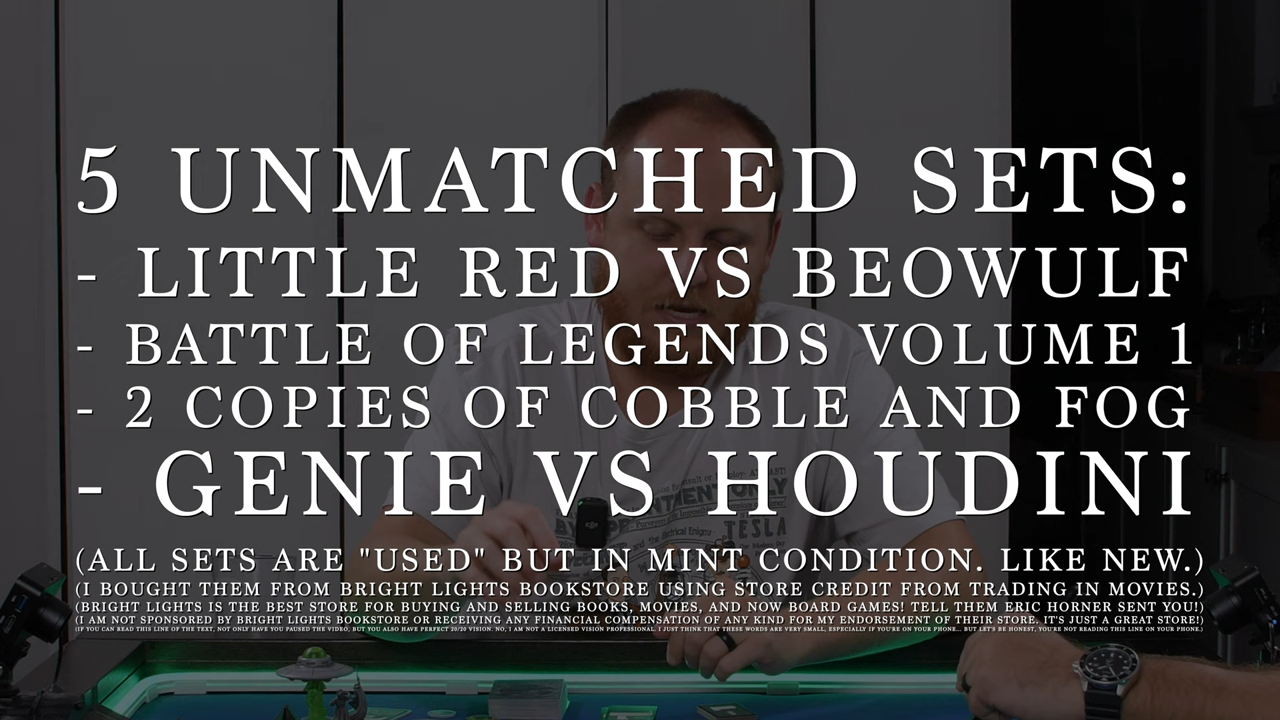 5 UNMATCHED SETS:
- LITTLE RED VS BEOWULF
- BATTLE OF LEGENDS VOLUME 1
- 2 COPIES OF COBBLE AND FOG
- GENIE VS HOUDINI
(ALL SETS ARE "USED" BUT IN MINT CONDITION. LIKE NEW.)
(I BOUGHT THEM FROM BRIGHT LIGHTS BOOKSTORE USING STORE CREDIT FROM TRADING IN MOVIES.)
(BRIGHT LIGHTS IS THE BEST STORE FOR BUYING AND SELLING BOOKS, MOVIES, AND NOW BOARD GAMES! TELL THEM ERIC HORNER SENT YOU!)
(I AM NOT SPONSORED BY BRIGHT LIGHTS BOOKSTORE OR RECEIVING ANY FINANCIAL COMPENSATION OF ANY KIND FOR MY ENDORSEMENT OF THEIR STORE. IT'S JUST A GREAT STORE!)
(IF YOU CAN READ THIS LINE OF THE TEXT, NOT ONLY HAVE YOU PAUSED THE VIDEO, BUT YOU ALSO HAVE PERFECT 20/20 VISION. NO, I AM NOT A LICENSED VISION PROFESSIONAL. I JUST THINK THAT THESE WORDS ARE VERY SMALL, ESPECIALLY IF YOU'RE ON YOUR PHONE... BUT LET'S BE HONEST, YOU'RE NOT READING THIS LINE ON YOUR PHONE.)
TESLA
dji